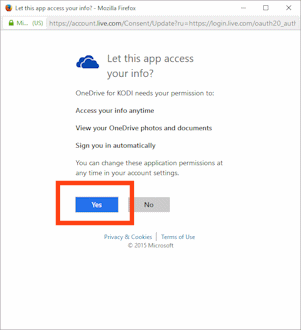 Let this app access your info? - Mozilla Firefox
Mi... (US)
https://account.live.com/Consent/Update?ru=https://login.live.com/oauth20_auth
Let this app access
your info?
OneDrive for KODI needs your permission to:
Access your info anytime
View your OneDrive photos and documents
Sign you in automatically
You can change these application permissions at
any time in your account settings.
Yes No
Privacy & Cookies | Terms of Use
© 2015 Microsoft